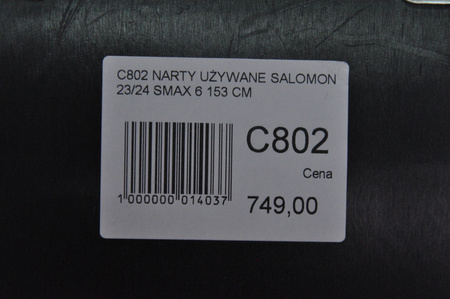 C802 NARTY UŻYWANE SALOMON
23/24 SMAX 6 153 CM
C802
Cena
1 000000 014037
749,00